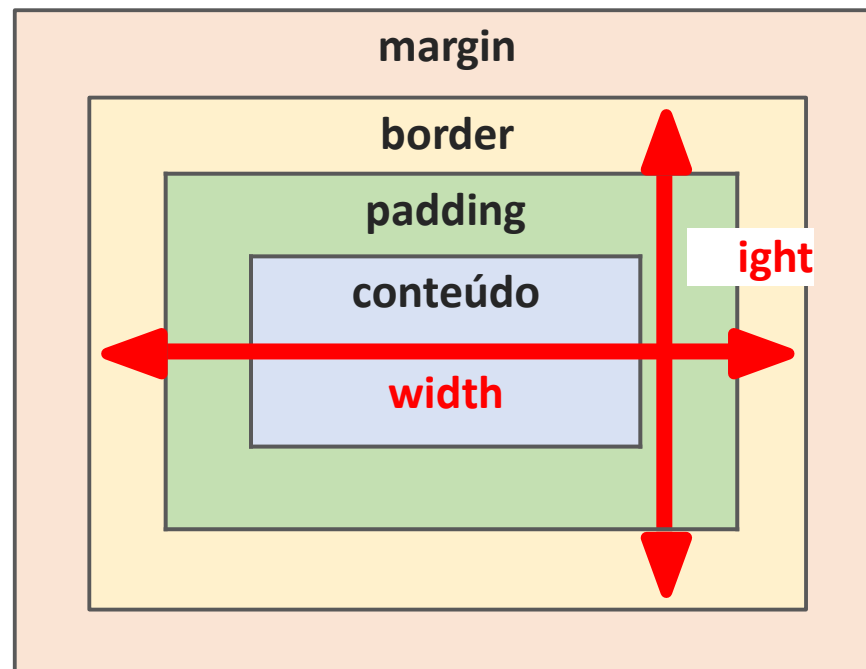 margin
border
padding
ight
conteúdo
width